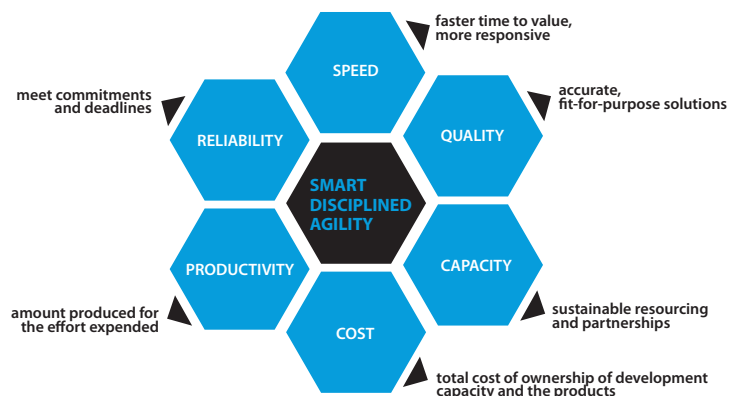 faster time to value,
more responsive
SPEED
meet commitments
and deadlines
accurate,
fit-for-purpose solutions
RELIABILITY
QUALITY
SMART
DISCIPLINED
AGILITY
PRODUCTIVITY
CAPACITY
amount produced for
the effort expended
sustainable resourcing
and partnerships
COST
total cost of ownership of development
capacity and the products